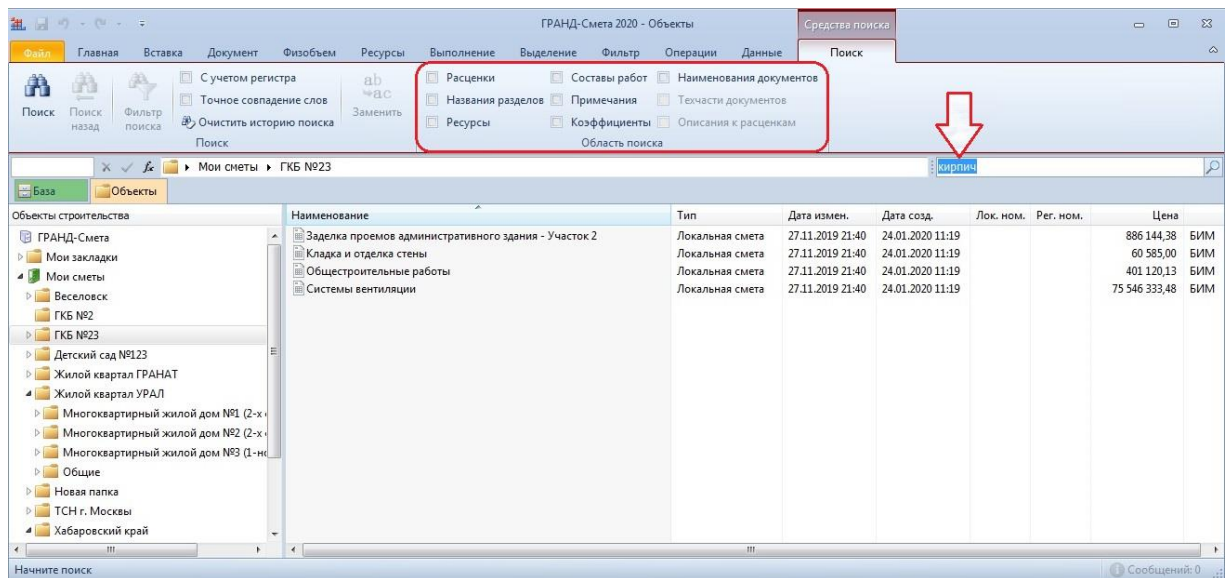 ГРАНД-Смета 2020 - Объекты
Средства поиска
Файл Главная Вставка Документ Физобъем Ресурсы Выполнение Выделение Фильтр Операции Данные Поиск
Поиск
Поиск назад
Фильтр поиска
С учетом регистра
Точное совпадение слов
Очистить историю поиска
Поиск
ab
ac
Заменить
Расценки Составы работ Наименования документов
Названия разделов Примечания Техчасти документов
Ресурсы Коэффициенты Описания к расценкам
Область поиска
fx Мои сметы ГКБ №23 кирпич
База Объекты
Объекты строительства
ГРАНД-Смета
Мои закладки
Мои сметы
Веселовск
ГКБ №2
ГКБ №23
Детский сад №123
Жилой квартал ГРАНАТ
Жилой квартал УРАЛ
Многоквартирный жилой дом №1 (2-х
Многоквартирный жилой дом №2 (2-х
Многоквартирный жилой дом №3 (1-но
Общие
Новая папка
ТСН г. Москвы
Хабаровский край
Наименование Тип Дата измен. Дата созд. Лок. ном. Рег. ном. Цена
Заделка проемов административного здания - Участок 2 Локальная смета 27.11.2019 21:40 24.01.2020 11:19 886 144,38 БИМ
Кладка и отделка стены Локальная смета 27.11.2019 21:40 24.01.2020 11:19 60 585,00 БИМ
Общестроительные работы Локальная смета 27.11.2019 21:40 24.01.2020 11:19 401 120,13 БИМ
Системы вентиляции Локальная смета 27.11.2019 21:40 24.01.2020 11:19 75 546 333,48 БИМ
Начните поиск Сообщений: 0